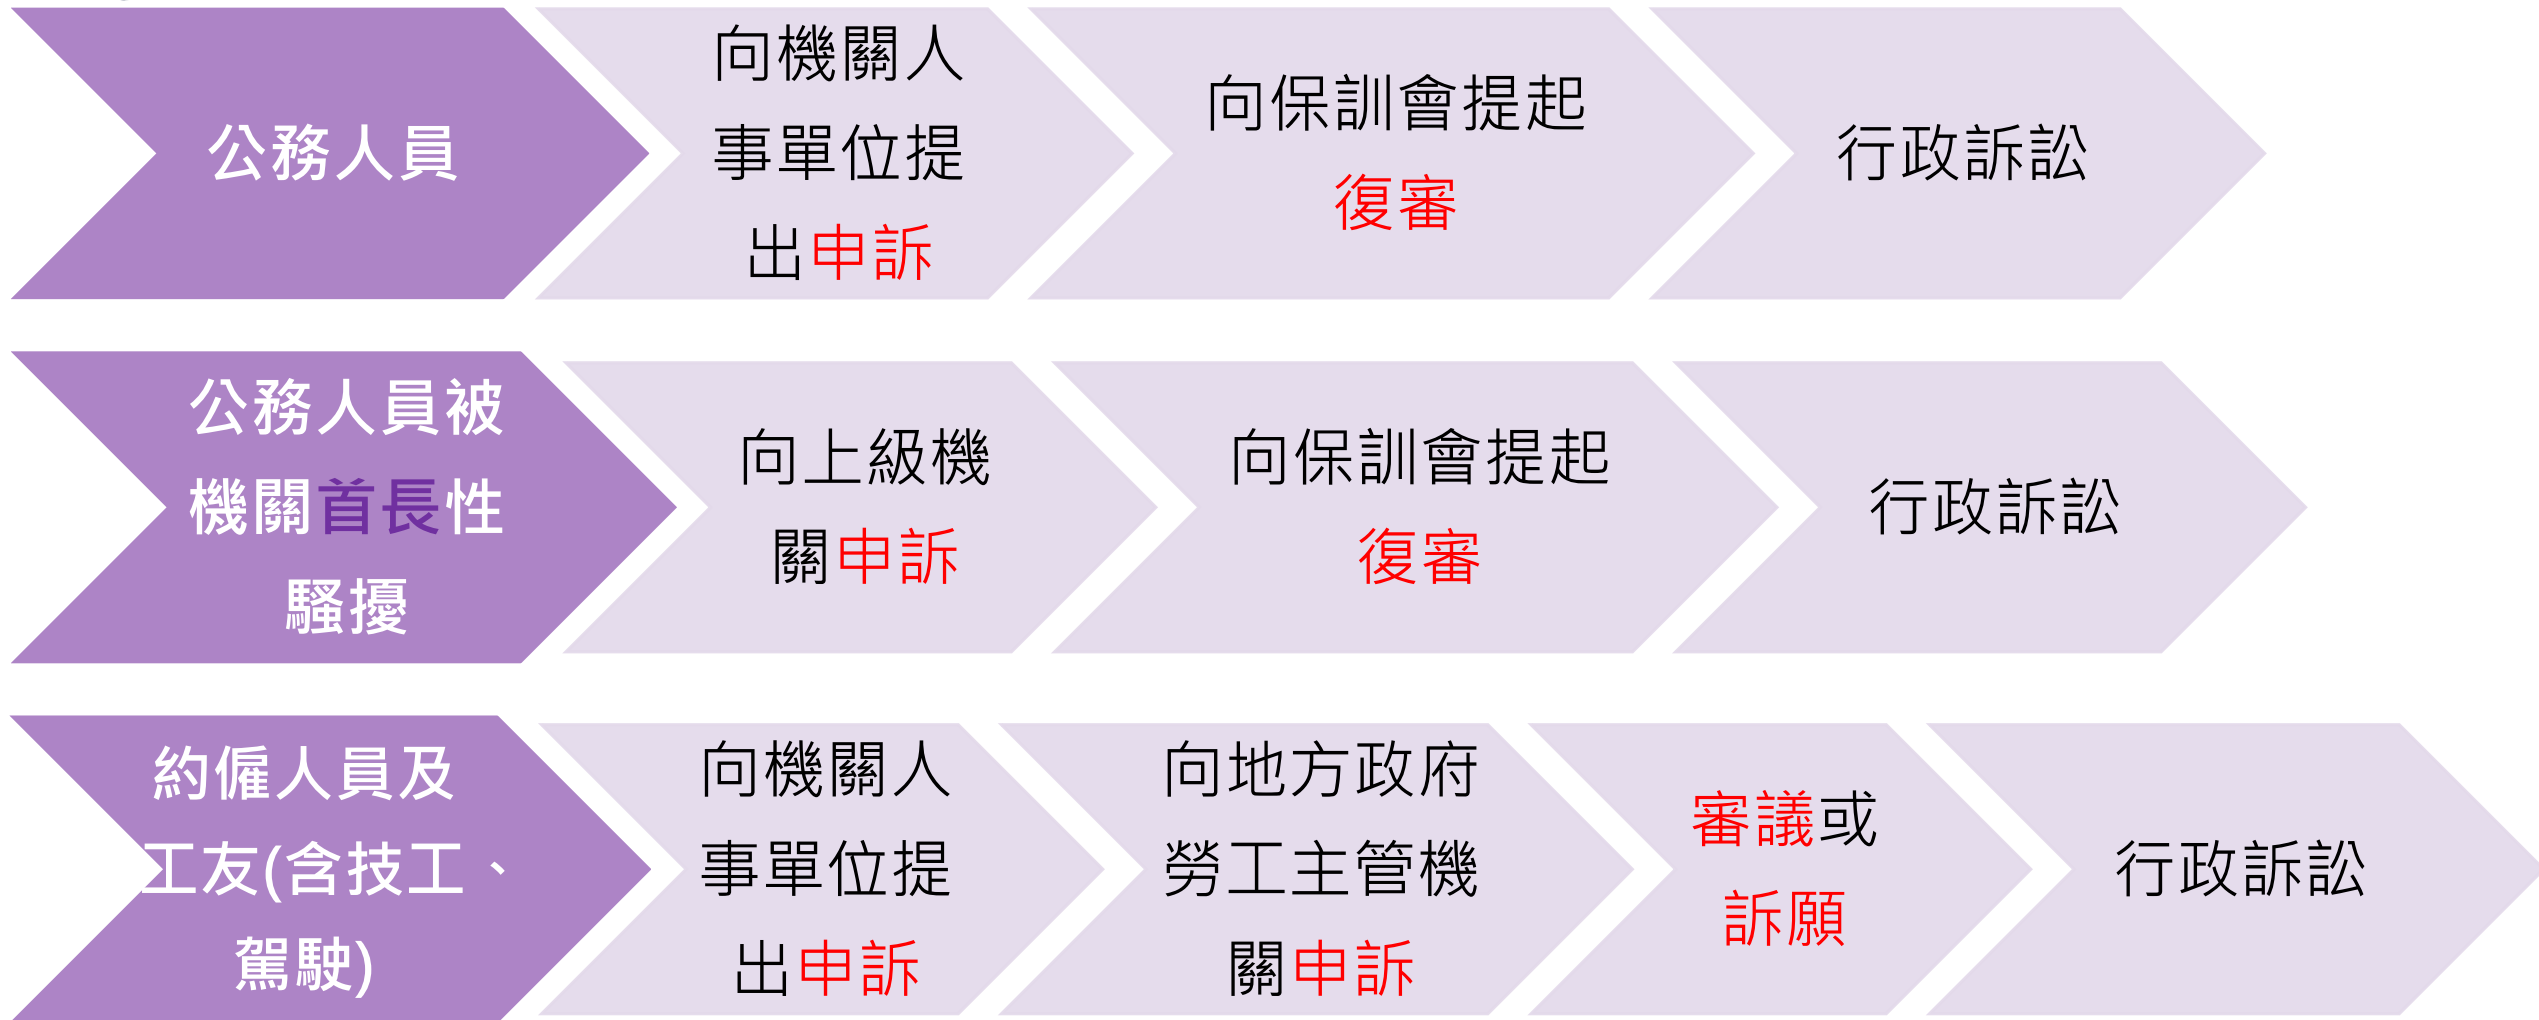 公務人員
向機關人
事單位提
出申訴
向保訓會提起
復審
行政訴訟
公務人員被
機關首長性
騷擾
向上級機
關申訴
向保訓會提起
復審
行政訴訟
約僱人員及
工友(含技工、
駕駛)
向機關人
事單位提
出申訴
向地方政府
勞工主管機
關申訴
審議或
訴願
行政訴訟